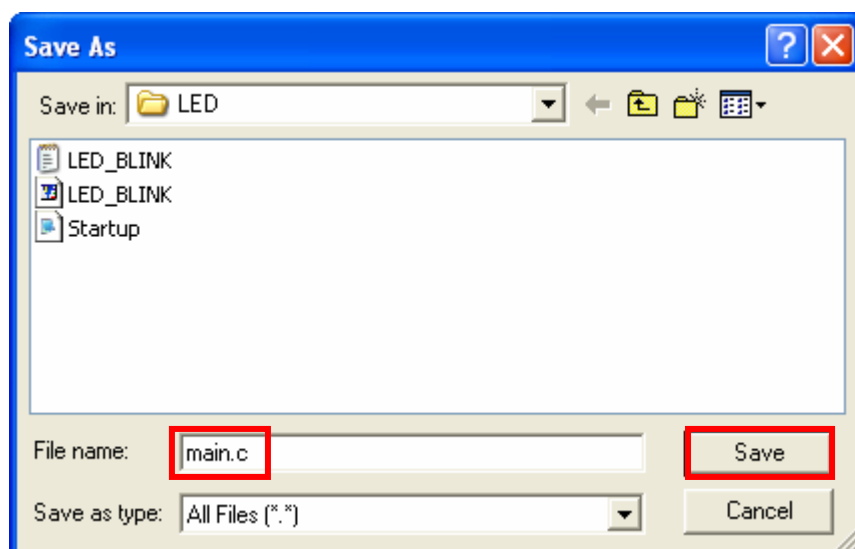 Save As
Save in: LED
LED_BLINK
LED_BLINK
Startup
File name: main.c Save
Save as type: All Files (*.*) Cancel